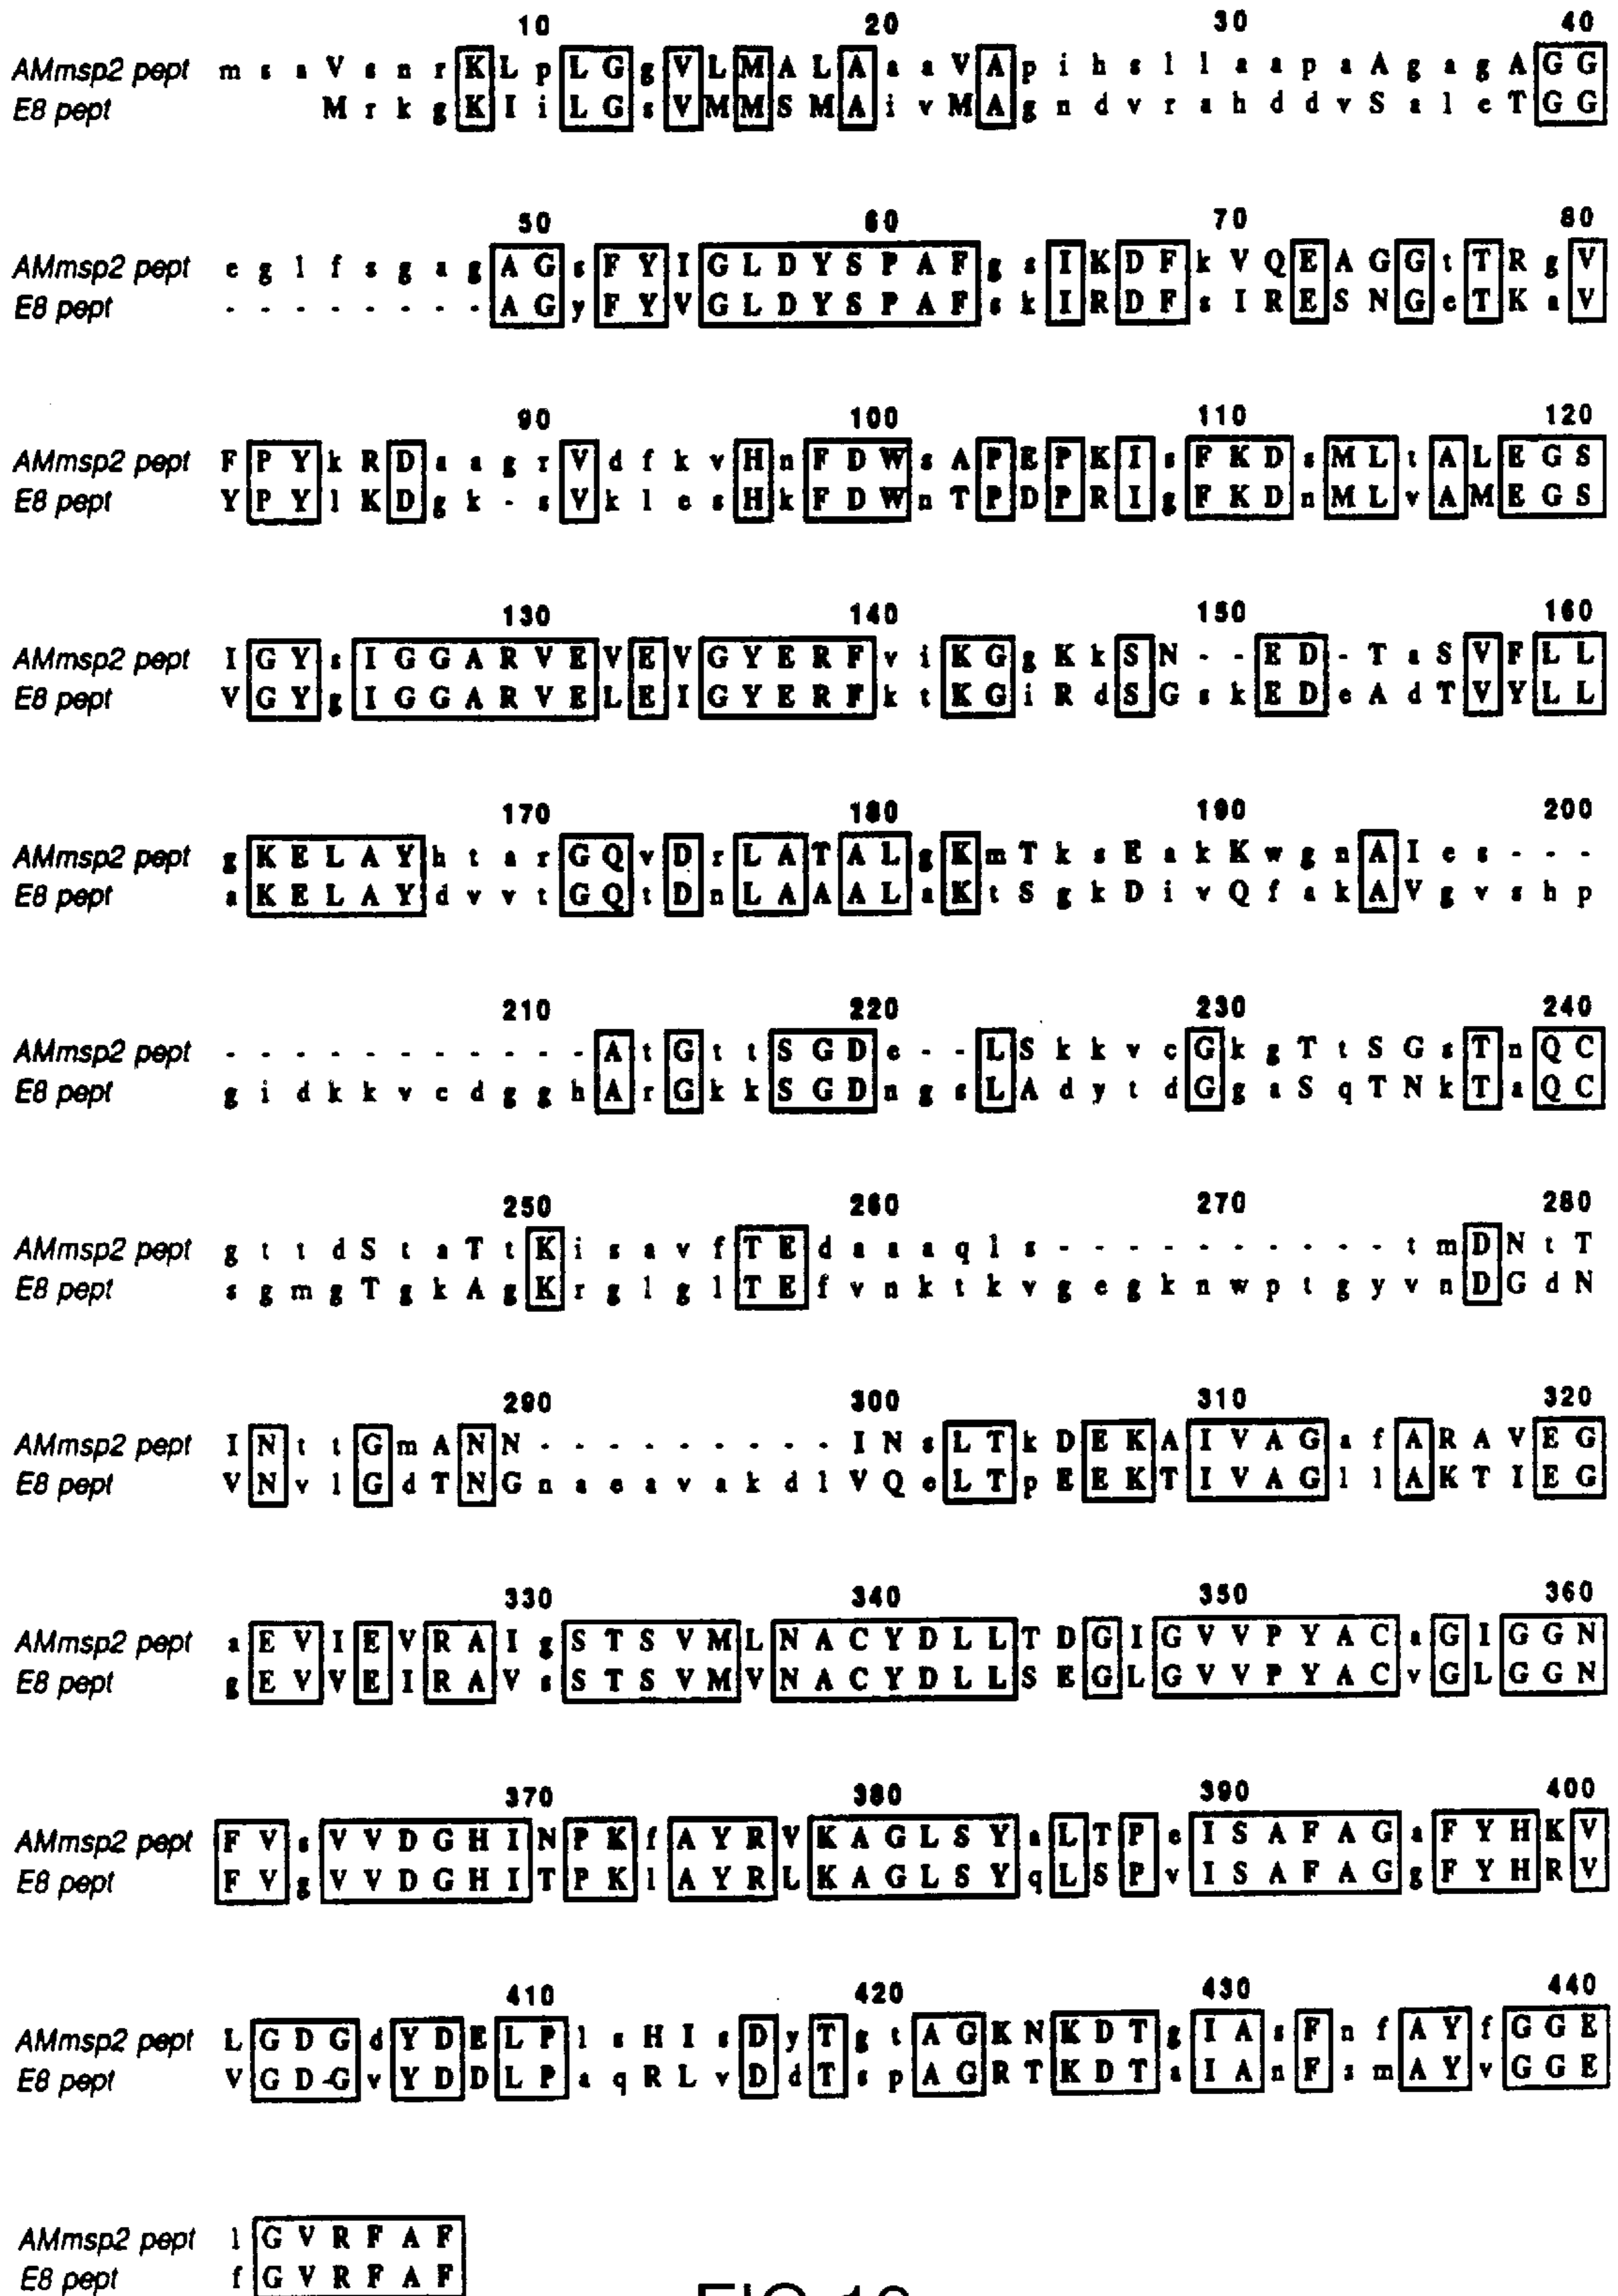 10 20 30 40
AMmsp2 pept m s a V s n r K L p L G g V L M A L A a a V A p i h s l l a a p a A g a g A G G
E8 pept M r k g K I i L G s V M M S M A i v M A g n d v r a h d d v S a l e T G G
50 60 70 80
AMmsp2 pept e g l f s g a g A G s F Y I G L D Y S P A F g s I K D F k V Q E A G G t T R g V
E8 pept - - - - - - - - A G y F Y V G L D Y S P A F s k I R D F s I R E S N G e T K a V
90 100 110 120
AMmsp2 pept F P Y k R D a a g r V d f k v H n F D W s A P E P K I s F K D s M L t A L E G S
E8 pept Y P Y l K D g k - s V k l e s H k F D W n T P D P R I g F K D n M L v A M E G S
130 140 150 160
AMmsp2 pept I G Y s I G G A R V E V E V G Y E R F v i K G g K k S N - - E D - T a S V F L L
E8 pept V G Y g I G G A R V E L E I G Y E R F k t K G i R d S G s k E D e A d T V Y L L
170 180 190 200
AMmsp2 pept g K E L A Y h t a r G Q v D r L A T A L g K m T k s E a k K w g n A I e s - - -
E8 pept a K E L A Y d v v t G Q t D n L A A A L a K t S g k D i v Q f a k A V g v s h p
210 220 230 240
AMmsp2 pept - - - - - - - - - - - A t G t t S G D e - - L S k k v c G k g T t S G s T n Q C
E8 pept g i d k k v c d g g h A r G k k S G D n g s L A d y t d G g a S q T N k T a Q C
250 260 270 280
AMmsp2 pept g t t d S t a T t K i s a v f T E d a a a q l s - - - - - - - - - - t m D N t T
E8 pept s g m g T g k A g K r g l g l T E f v n k t k v g e g k n w p t g y v n D G d N
290 300 310 320
AMmsp2 pept I N t t G m A N N - - - - - - - - - I N s L T k D E K A I V A G a f A R A V E G
E8 pept V N v l G d T N G n a e a v a k d l V Q e L T p E E K T I V A G l l A K T I E G
330 340 350 360
AMmsp2 pept a E V I E V R A I g S T S V M L N A C Y D L L T D G I G V V P Y A C a G I G G N
E8 pept g E V V E I R A V s S T S V M V N A C Y D L L S E G L G V V P Y A C v G L G G N
370 380 390 400
AMmsp2 pept F V s V V D G H I N P K f A Y R V K A G L S Y a L T P e I S A F A G a F Y H K V
E8 pept F V g V V D G H I T P K l A Y R L K A G L S Y q L S P v I S A F A G g F Y H R V
410 420 430 440
AMmsp2 pept L G D G d Y D E L P l s H I s D y T g t A G K N K D T g I A s F n f A Y f G G E
E8 pept V G D G v Y D D L P a q R L v D d T s p A G R T K D T a I A n F s m A Y v G G E
AMmsp2 pept l G V R F A F
E8 pept f G V R F A F